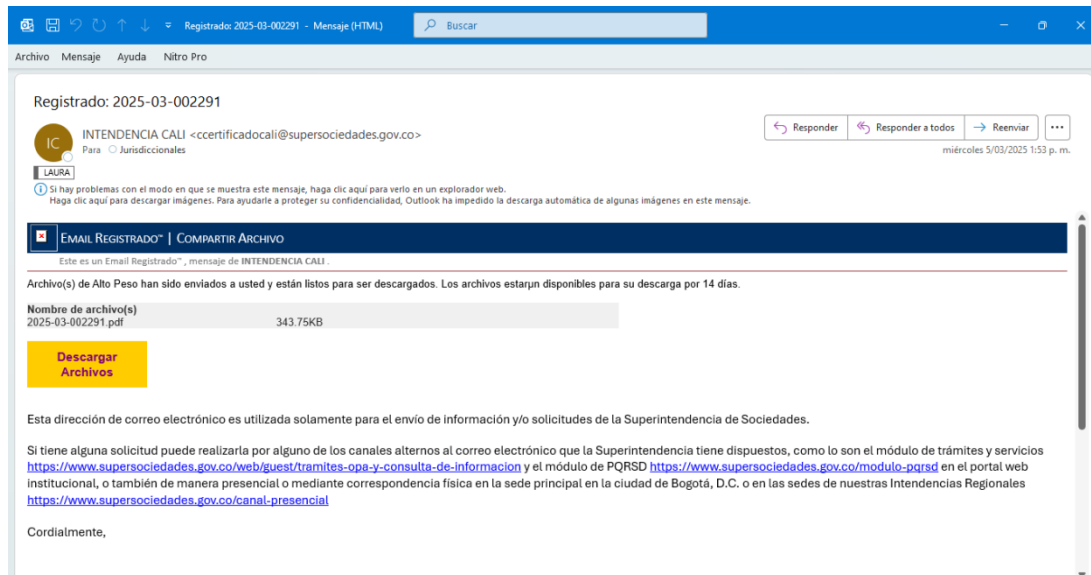 Registrado: 2025-03-002291 - Mensaje (HTML)
Buscar
Archivo Mensaje Ayuda Nitro Pro
Registrado: 2025-03-002291
IC
INTENDENCIA CALI <ccertificadocali@supersociedades.gov.co>
Para Jurisdiccionales
Responder Responder a todos Reenviar
miércoles 5/03/2025 1:53 p. m.
LAURA
Si hay problemas con el modo en que se muestra este mensaje, haga clic aquí para verlo en un explorador web.
Haga clic aquí para descargar imágenes. Para ayudarle a proteger su confidencialidad, Outlook ha impedido la descarga automática de algunas imágenes en este mensaje.
EMAIL REGISTRADO™ | COMPARTIR ARCHIVO
Este es un Email Registrado™, mensaje de INTENDENCIA CALI .
Archivo(s) de Alto Peso han sido enviados a usted y están listos para ser descargados. Los archivos estarụn disponibles para su descarga por 14 días.
Nombre de archivo(s)
2025-03-002291.pdf 343.75KB
Descargar
Archivos
Esta dirección de correo electrónico es utilizada solamente para el envío de información y/o solicitudes de la Superintendencia de Sociedades.
Si tiene alguna solicitud puede realizarla por alguno de los canales alternos al correo electrónico que la Superintendencia tiene dispuestos, como lo son el módulo de trámites y servicios
https://www.supersociedades.gov.co/web/guest/tramites-opa-y-consulta-de-informacion y el módulo de PQRSD https://www.supersociedades.gov.co/modulo-pqrsd en el portal web
institucional, o también de manera presencial o mediante correspondencia física en la sede principal en la ciudad de Bogotá, D.C. o en las sedes de nuestras Intendencias Regionales
https://www.supersociedades.gov.co/canal-presencial
Cordialmente,